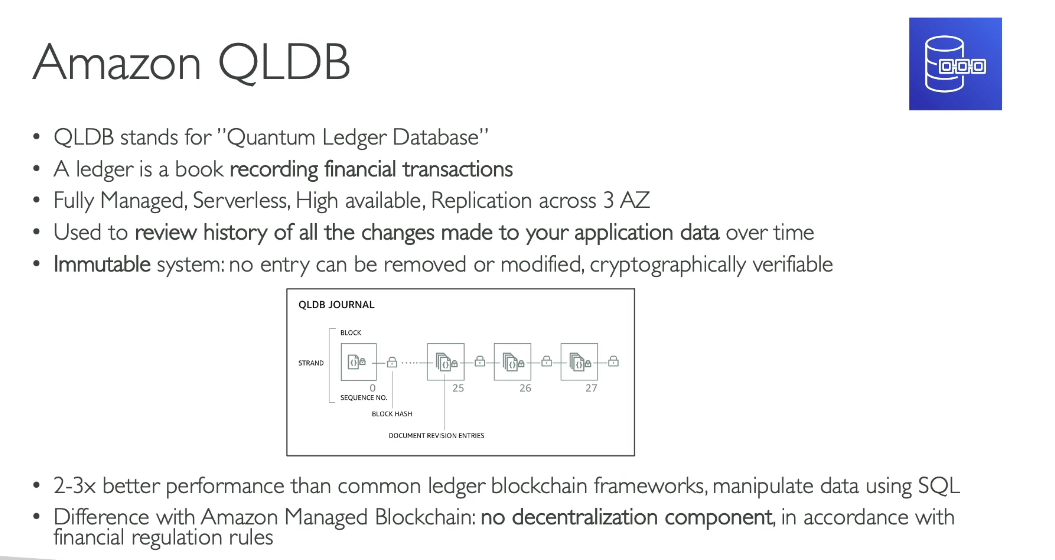 Amazon QLDB
• QLDB stands for ”Quantum Ledger Database”
• A ledger is a book recording financial transactions
• Fully Managed, Serverless, High available, Replication across 3 AZ
• Used to review history of all the changes made to your application data over time
• Immutable system: no entry can be removed or modified, cryptographically verifiable
QLDB JOURNAL
BLOCK
STRAND
0 25 26 27
SEQUENCE NO.
BLOCK HASH
DOCUMENT REVISION ENTRIES
• 2-3x better performance than common ledger blockchain frameworks, manipulate data using SQL
• Difference with Amazon Managed Blockchain: no decentralization component, in accordance with
financial regulation rules